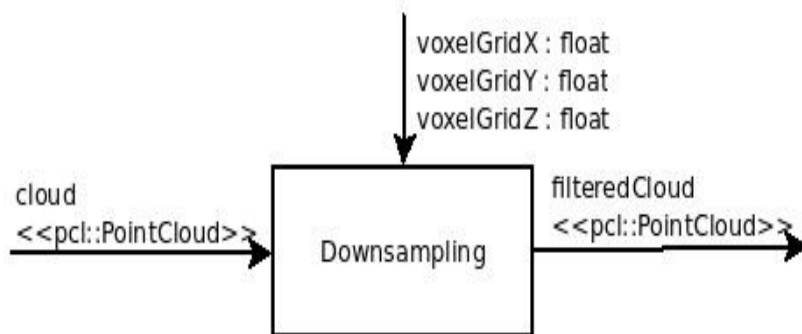 voxelGridX : float
voxelGridY : float
voxelGridZ : float
cloud
<<pcl::PointCloud>>
Downsampling
filteredCloud
<<pcl::PointCloud>>